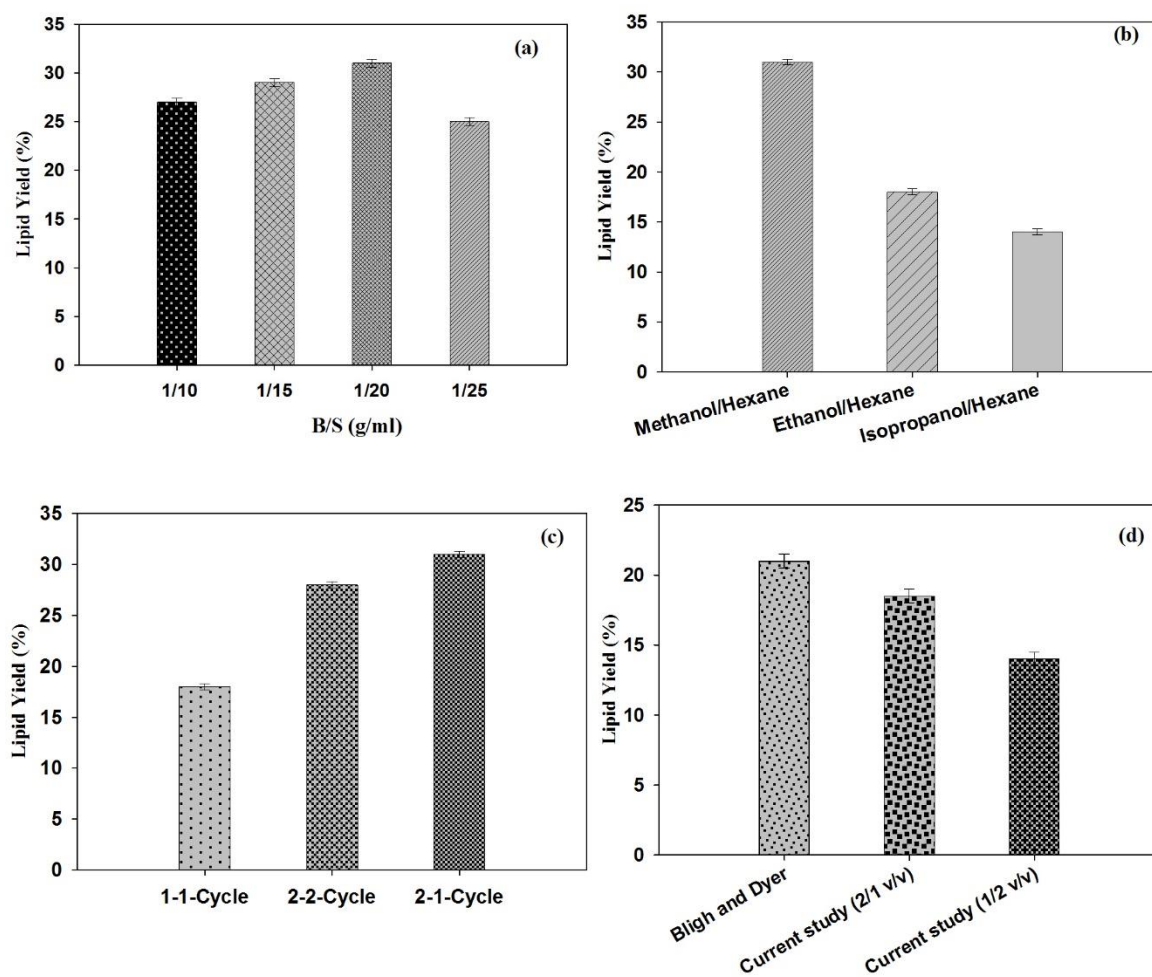 (a)
Lipid Yield (%)
35
30
25
20
15
10
5
0
1/10 1/15 1/20 1/25
B/S (g/ml)
(b)
Lipid Yield (%)
35
30
25
20
15
10
5
0
Methanol/Hexane
Ethanol/Hexane
Isopropanol/Hexane
(c)
Lipid Yield (%)
35
30
25
20
15
10
5
0
1-1-Cycle 2-2-Cycle 2-1-Cycle
(d)
Lipid Yield (%)
25
20
15
10
5
0
Bligh and Dyer
Current study (2/1 v/v)
Current study (1/2 v/v)